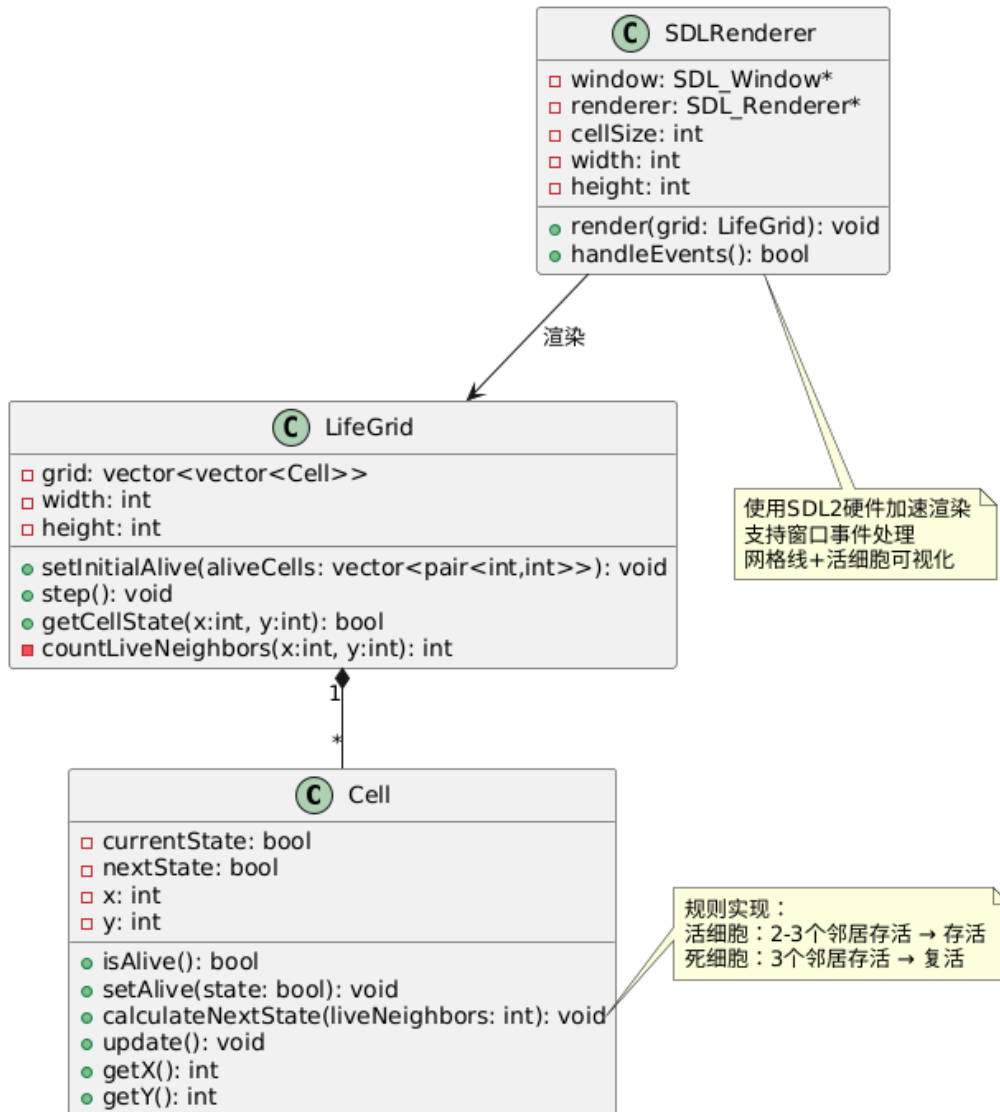 C SDLRenderer
window: SDL_Window*
renderer: SDL_Renderer*
cellSize: int
width: int
height: int
render(grid: LifeGrid): void
handleEvents(): bool
渲染
C LifeGrid
grid: vector<vector<Cell>>
width: int
height: int
setInitialAlive(aliveCells: vector<pair<int,int>>): void
step(): void
getCellState(x:int, y:int): bool
countLiveNeighbors(x:int, y:int): int
使用SDL2硬件加速渲染
支持窗口事件处理
网格线+活细胞可视化
1
*
C Cell
currentState: bool
nextState: bool
x: int
y: int
isAlive(): bool
setAlive(state: bool): void
calculateNextState(liveNeighbors: int): void
update(): void
getX(): int
getY(): int
规则实现：
活细胞：2-3个邻居存活 → 存活
死细胞：3个邻居存活 → 复活